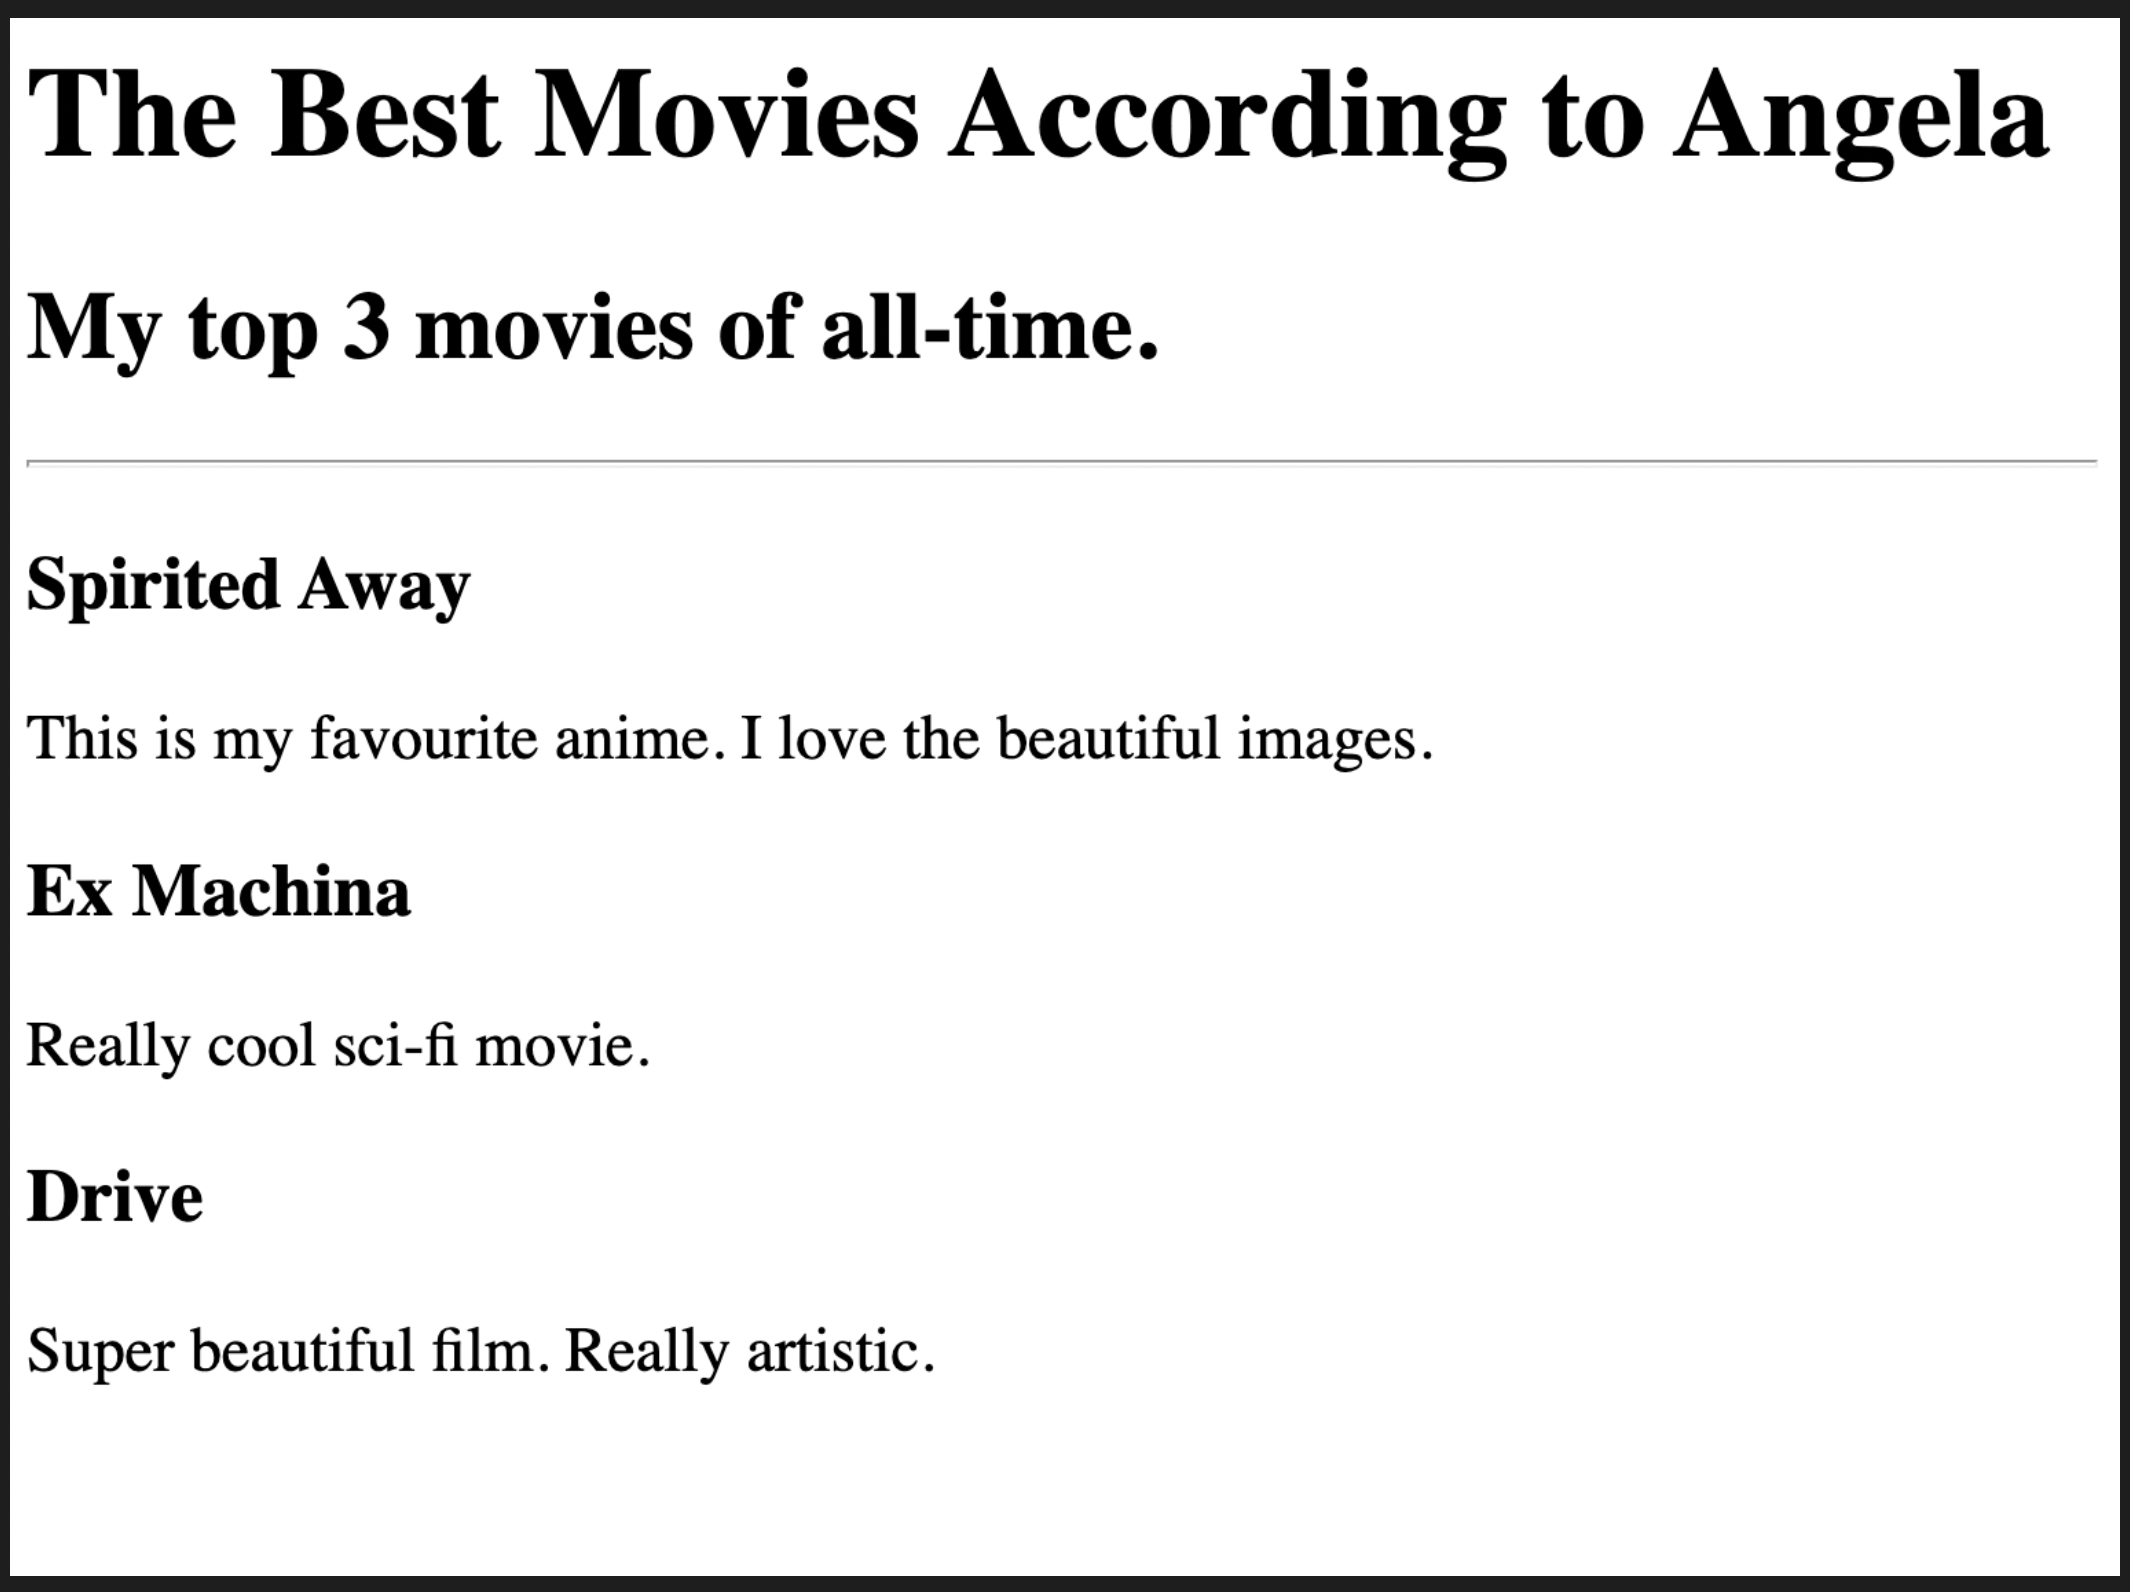 The Best Movies According to Angela
My top 3 movies of all-time.
Spirited Away
This is my favourite anime. I love the beautiful images.
Ex Machina
Really cool sci-fi movie.
Drive
Super beautiful film. Really artistic.